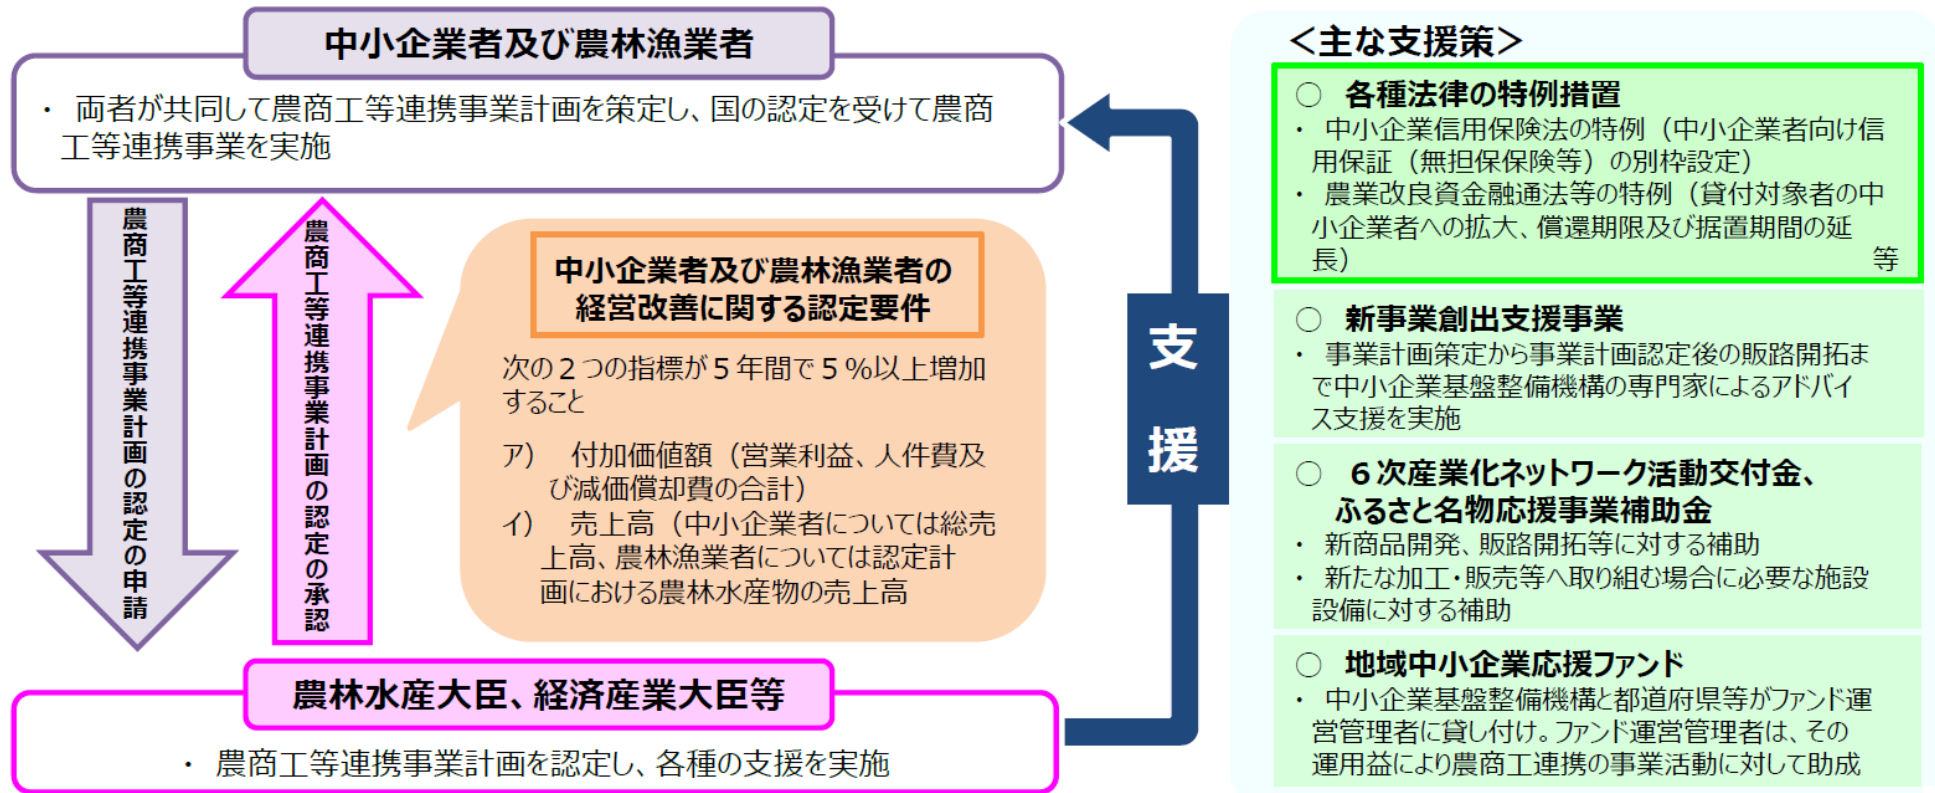 中小企業者及び農林漁業者
・ 両者が共同して農商工等連携事業計画を策定し、国の認定を受けて農商
工等連携事業を実施
農商工等連携事業計画の認定の申請
農商工等連携事業計画の認定の承認
中小企業者及び農林漁業者の
経営改善に関する認定要件
次の２つの指標が５年間で５％以上増加
すること
ア） 付加価値額（営業利益、人件費及
び減価償却費の合計）
イ） 売上高（中小企業者については総売
上高、農林漁業者については認定計
画における農林水産物の売上高
農林水産大臣、経済産業大臣等
・ 農商工等連携事業計画を認定し、各種の支援を実施
支援
＜主な支援策＞
○ 各種法律の特例措置
・ 中小企業信用保険法の特例（中小企業者向け信
用保証（無担保保険等）の別枠設定）
・ 農業改良資金融通法等の特例（貸付対象者の中
小企業者への拡大、償還期限及び据置期間の延
長） 等
○ 新事業創出支援事業
・ 事業計画策定から事業計画認定後の販路開拓ま
で中小企業基盤整備機構の専門家によるアドバイ
ス支援を実施
○ ６次産業化ネットワーク活動交付金、
ふるさと名物応援事業補助金
・ 新商品開発、販路開拓等に対する補助
・ 新たな加工・販売等へ取り組む場合に必要な施設
設備に対する補助
○ 地域中小企業応援ファンド
・ 中小企業基盤整備機構と都道府県等がファンド運
営管理者に貸し付け。ファンド運営管理者は、その
運用益により農商工連携の事業活動に対して助成